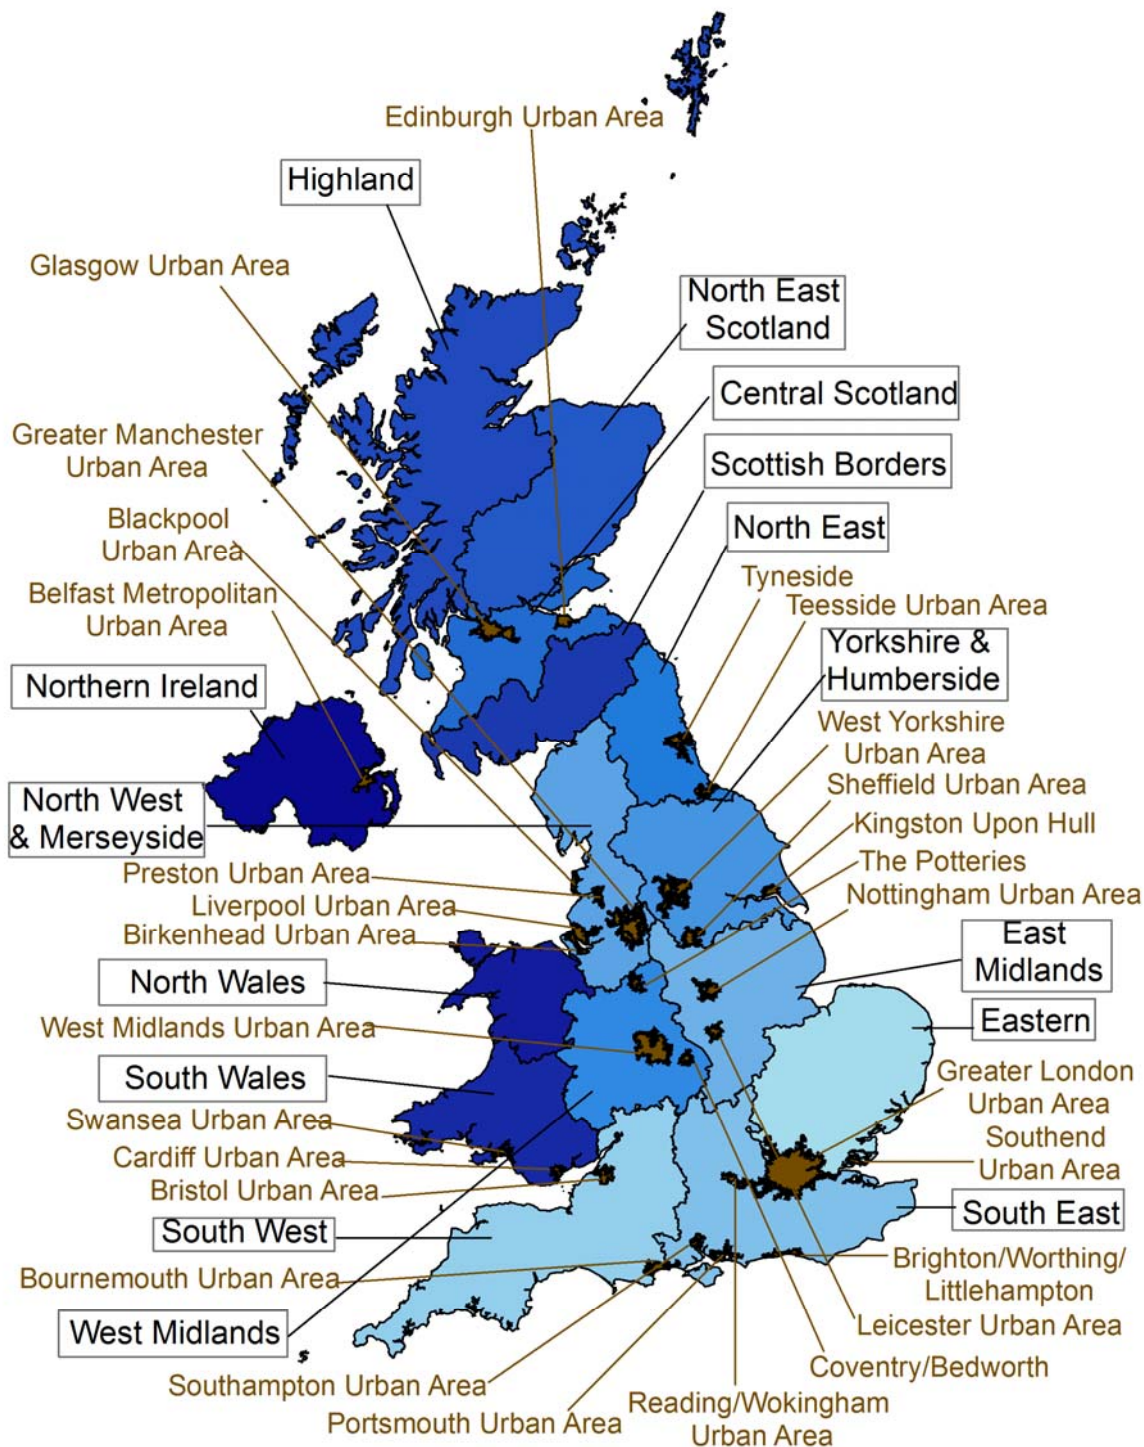 Edinburgh Urban Area
Highland
Glasgow Urban Area
North East
Scotland
Central Scotland
Greater Manchester
Urban Area
Scottish Borders
Blackpool
Urban Area
North East
Tyneside
Belfast Metropolitan
Urban Area
Teesside Urban Area
Yorkshire &
Humberside
Northern Ireland
West Yorkshire
Urban Area
Sheffield Urban Area
North West
& Merseyside
Kingston Upon Hull
The Potteries
Preston Urban Area
Nottingham Urban Area
Liverpool Urban Area
Birkenhead Urban Area
East
Midlands
North Wales
West Midlands Urban Area
Eastern
South Wales
Greater London
Urban Area
Swansea Urban Area
Southend
Urban Area
Cardiff Urban Area
Bristol Urban Area
South East
South West
Bournemouth Urban Area
Brighton/Worthing/
Littlehampton
West Midlands
Leicester Urban Area
Coventry/Bedworth
Southampton Urban Area
Reading/Wokingham
Urban Area
Portsmouth Urban Area